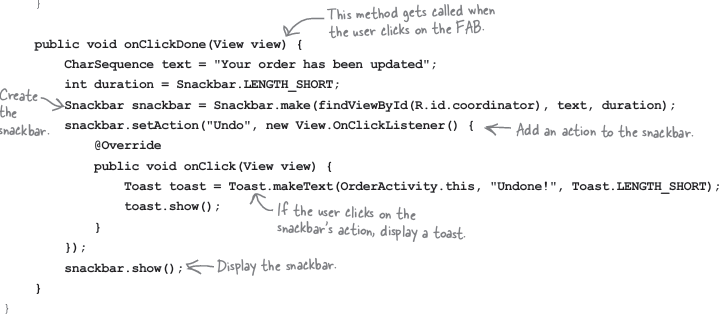 }
This method gets called when
the user clicks on the FAB.
public void onClickDone(View view) {
CharSequence text = "Your order has been updated";
int duration = Snackbar.LENGTH_SHORT;
Create
the
snackbar.
Snackbar snackbar = Snackbar.make(findViewById(R.id.coordinator), text, duration);
snackbar.setAction("Undo", new View.OnClickListener() {
Add an action to the snackbar.
@Override
public void onClick(View view) {
Toast toast = Toast.makeText(OrderActivity.this, "Undone!", Toast.LENGTH_SHORT);
toast.show();
If the user clicks on the
snackbar's action, display a toast.
}
});
snackbar.show();
Display the snackbar.
}
}